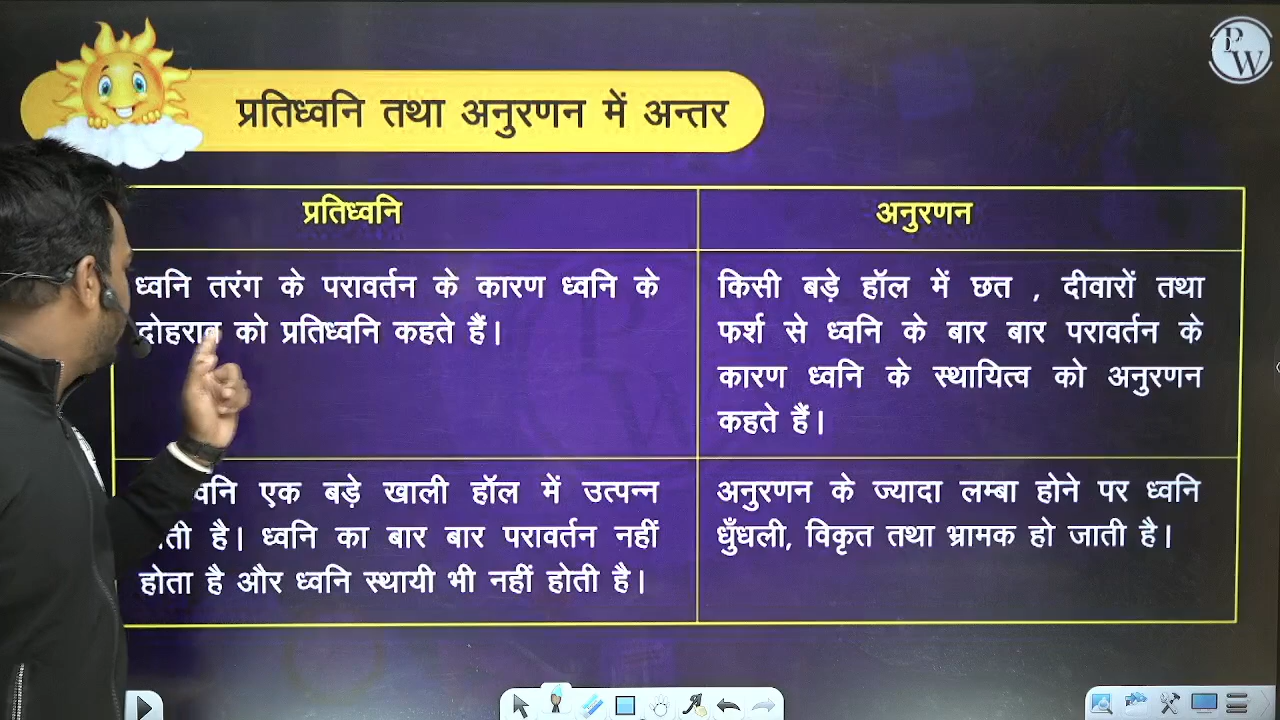 PW
प्रतिध्वनि तथा अनुरणन में अन्तर
प्रतिध्वनि
अनुरणन
ध्वनि तरंग के परावर्तन के कारण ध्वनि के
दोहराव को प्रतिध्वनि कहते हैं।
किसी बड़े हॉल में छत , दीवारों तथा
फर्श से ध्वनि के बार बार परावर्तन के
कारण ध्वनि के स्थायित्व को अनुरणन
कहते हैं।
एक बड़े खाली हॉल में उत्पन्न
है। ध्वनि का बार बार परावर्तन नहीं
होता है और ध्वनि स्थायी भी नहीं होती है।
अनुरणन के ज्यादा लम्बा होने पर ध्वनि
धुँधली, विकृत तथा भ्रामक हो जाती है।